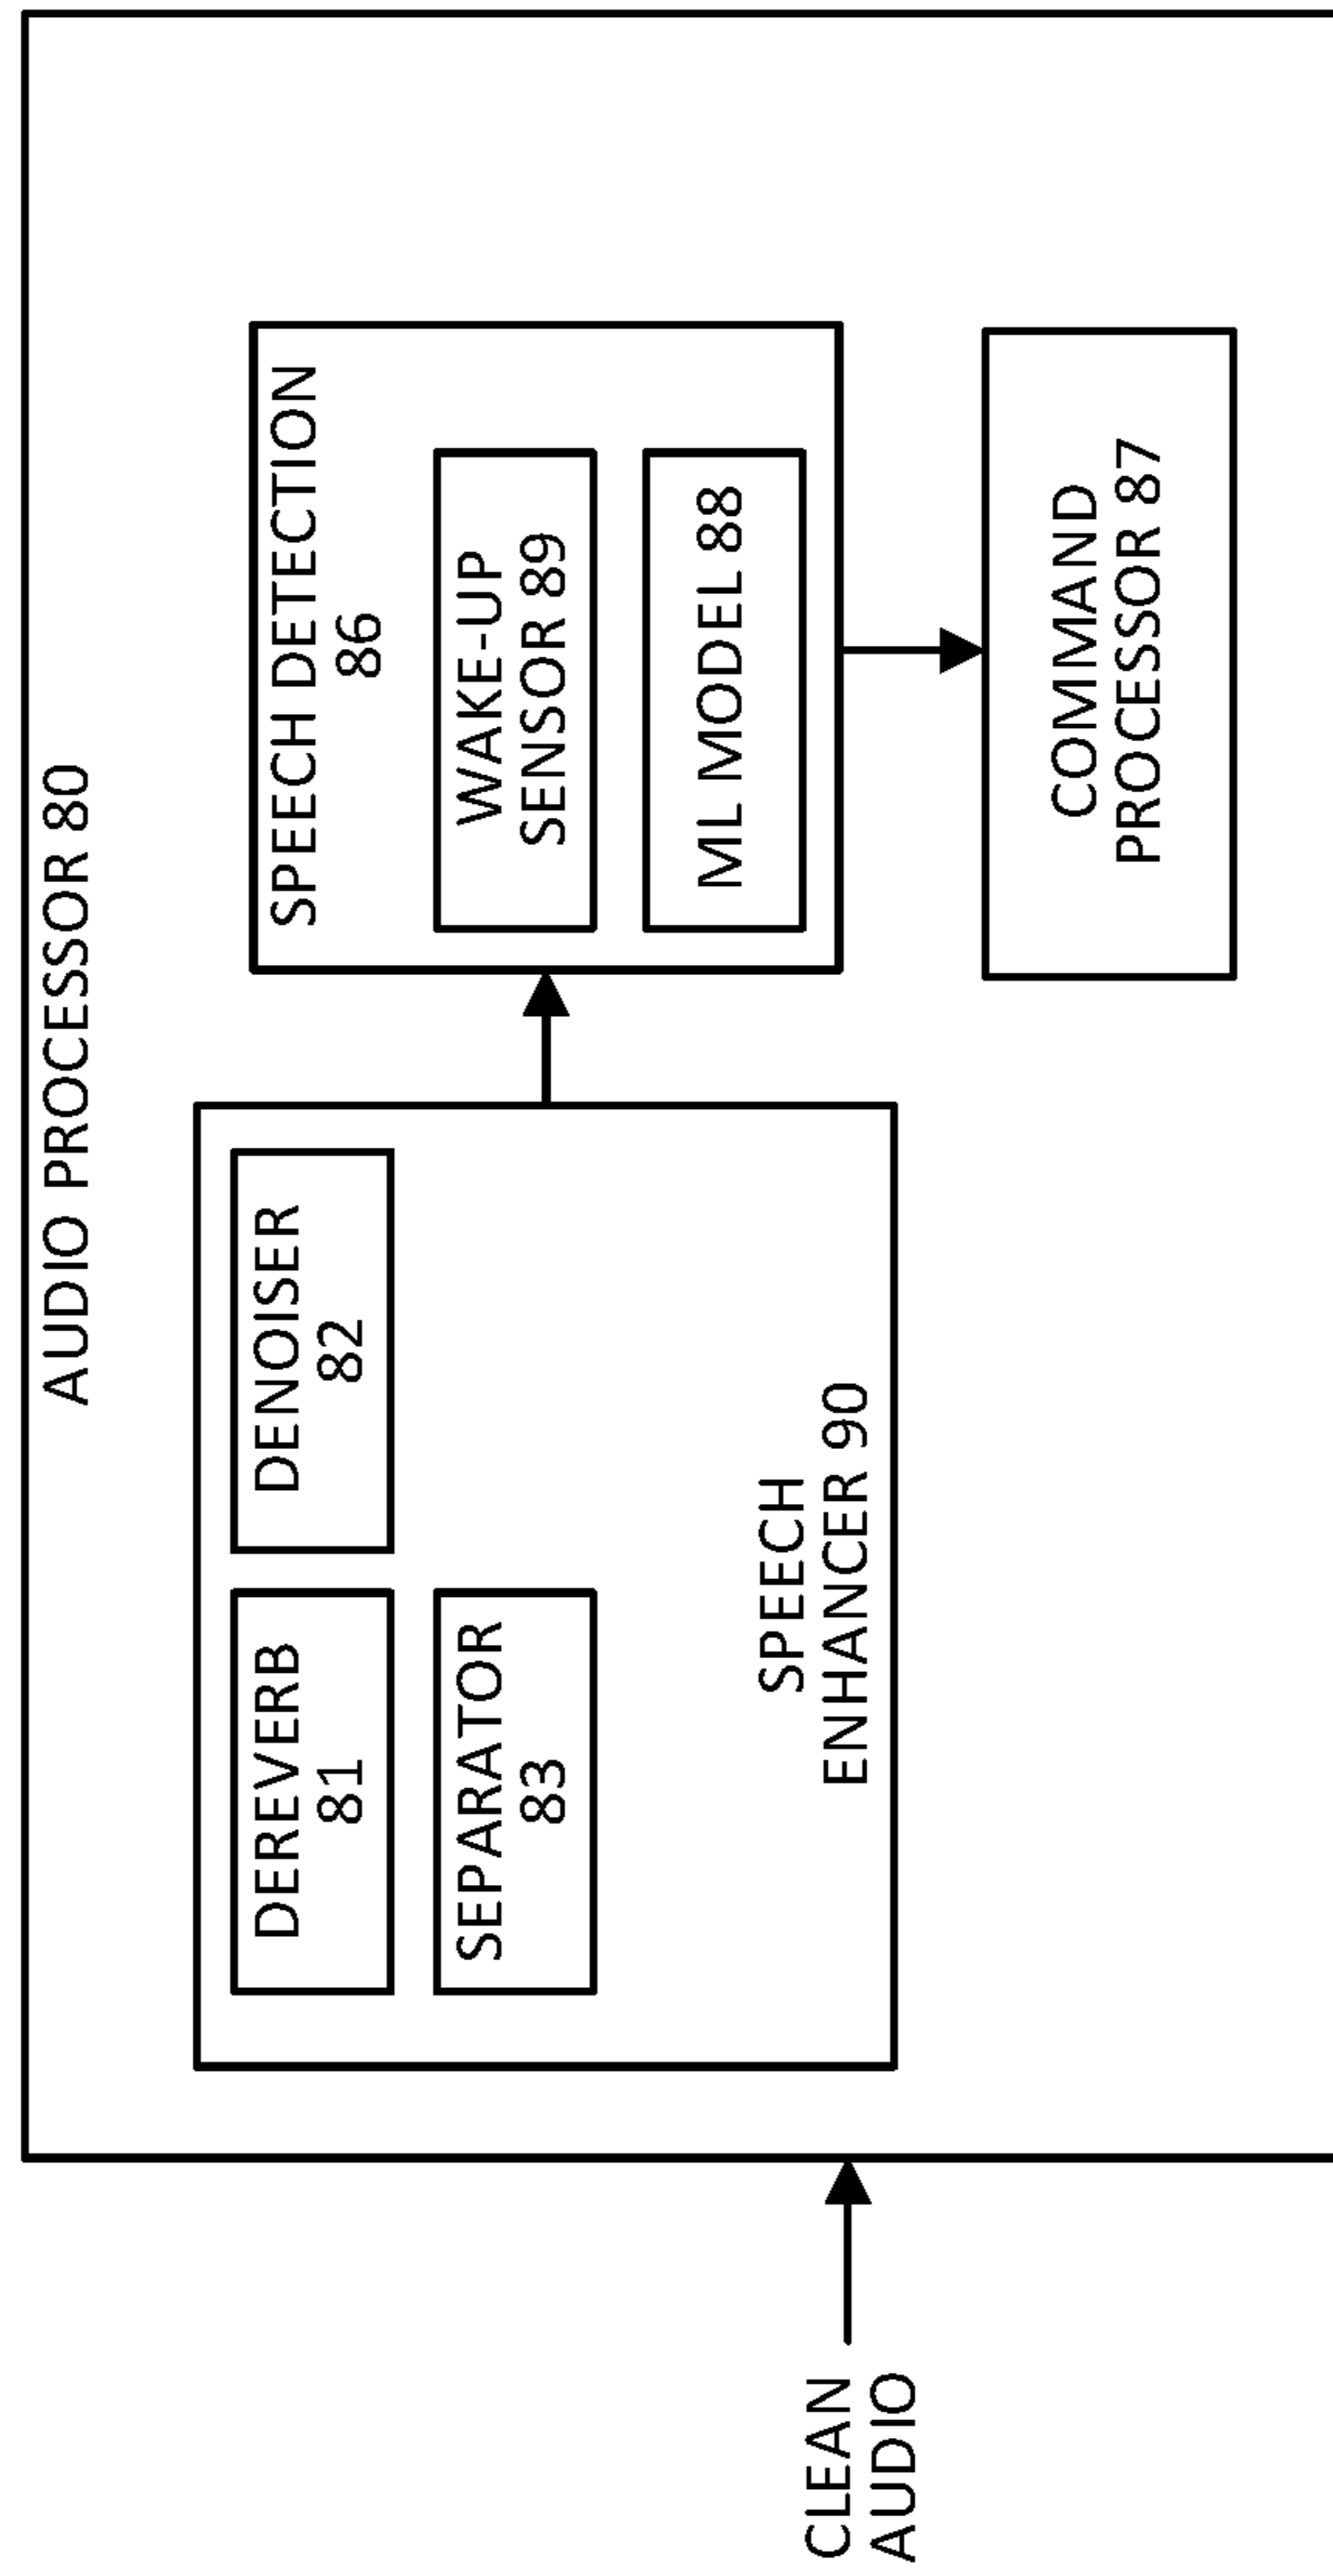 AUDIO PROCESSOR 80
DEREVERB
81
DENOISER
82
SEPARATOR
83
SPEECH
ENHANCER 90
SPEECH DETECTION
86
WAKE-UP
SENSOR 89
ML MODEL 88
COMMAND
PROCESSOR 87
CLEAN
AUDIO